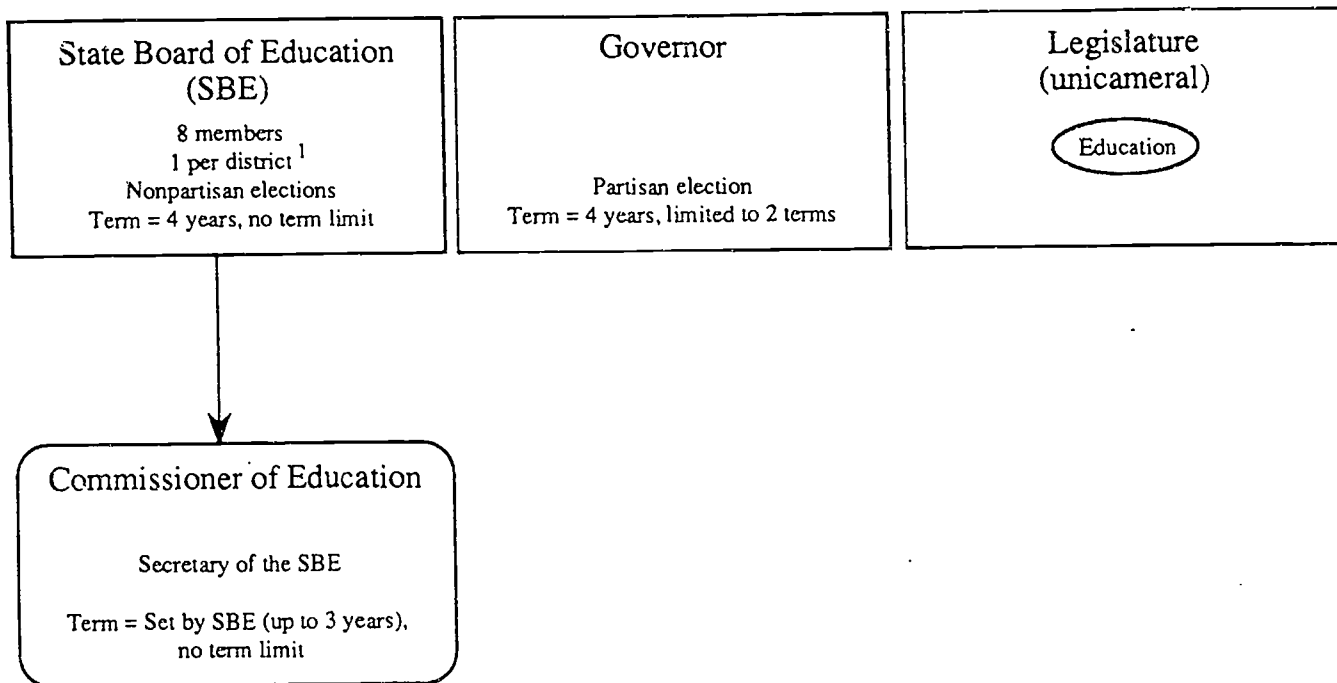 State Board of Education
(SBE)
8 members
1 per district 1
Nonpartisan elections
Term = 4 years, no term limit
Governor
Partisan election
Term = 4 years, limited to 2 terms
Legislature
(unicameral)
Education
Commissioner of Education
Secretary of the SBE
Term = Set by SBE (up to 3 years),
no term limit